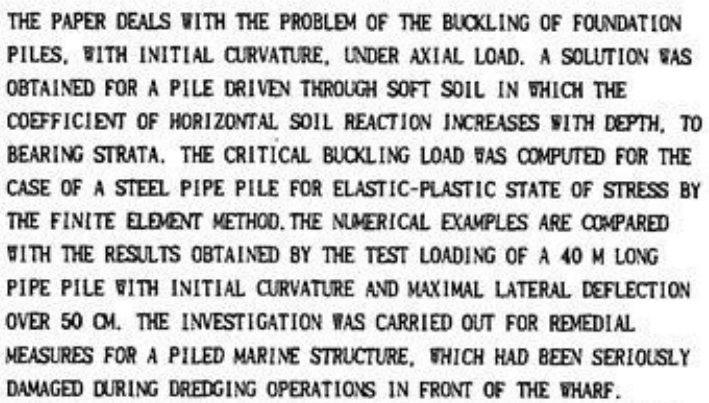 THE PAPER DEALS WITH THE PROBLEM OF THE BUCKLING OF FOUNDATION
PILES, WITH INITIAL CURVATURE, UNDER AXIAL LOAD. A SOLUTION WAS
OBTAINED FOR A PILE DRIVEN THROUGH SOFT SOIL IN WHICH THE
COEFFICIENT OF HORIZONTAL SOIL REACTION INCREASES WITH DEPTH, TO
BEARING STRATA. THE CRITICAL BUCKLING LOAD WAS COMPUTED FOR THE
CASE OF A STEEL PIPE PILE FOR ELASTIC-PLASTIC STATE OF STRESS BY
THE FINITE ELEMENT METHOD.THE NUMERICAL EXAMPLES ARE COMPARED
WITH THE RESULTS OBTAINED BY THE TEST LOADING OF A 40 M LONG
PIPE PILE WITH INITIAL CURVATURE AND MAXIMAL LATERAL DEFLECTION
OVER 50 CM. THE INVESTIGATION WAS CARRIED OUT FOR REMEDIAL
MEASURES FOR A PILED MARINE STRUCTURE, WHICH HAD BEEN SERIOUSLY
DAMAGED DURING DREDGING OPERATIONS IN FRONT OF THE WHARF.